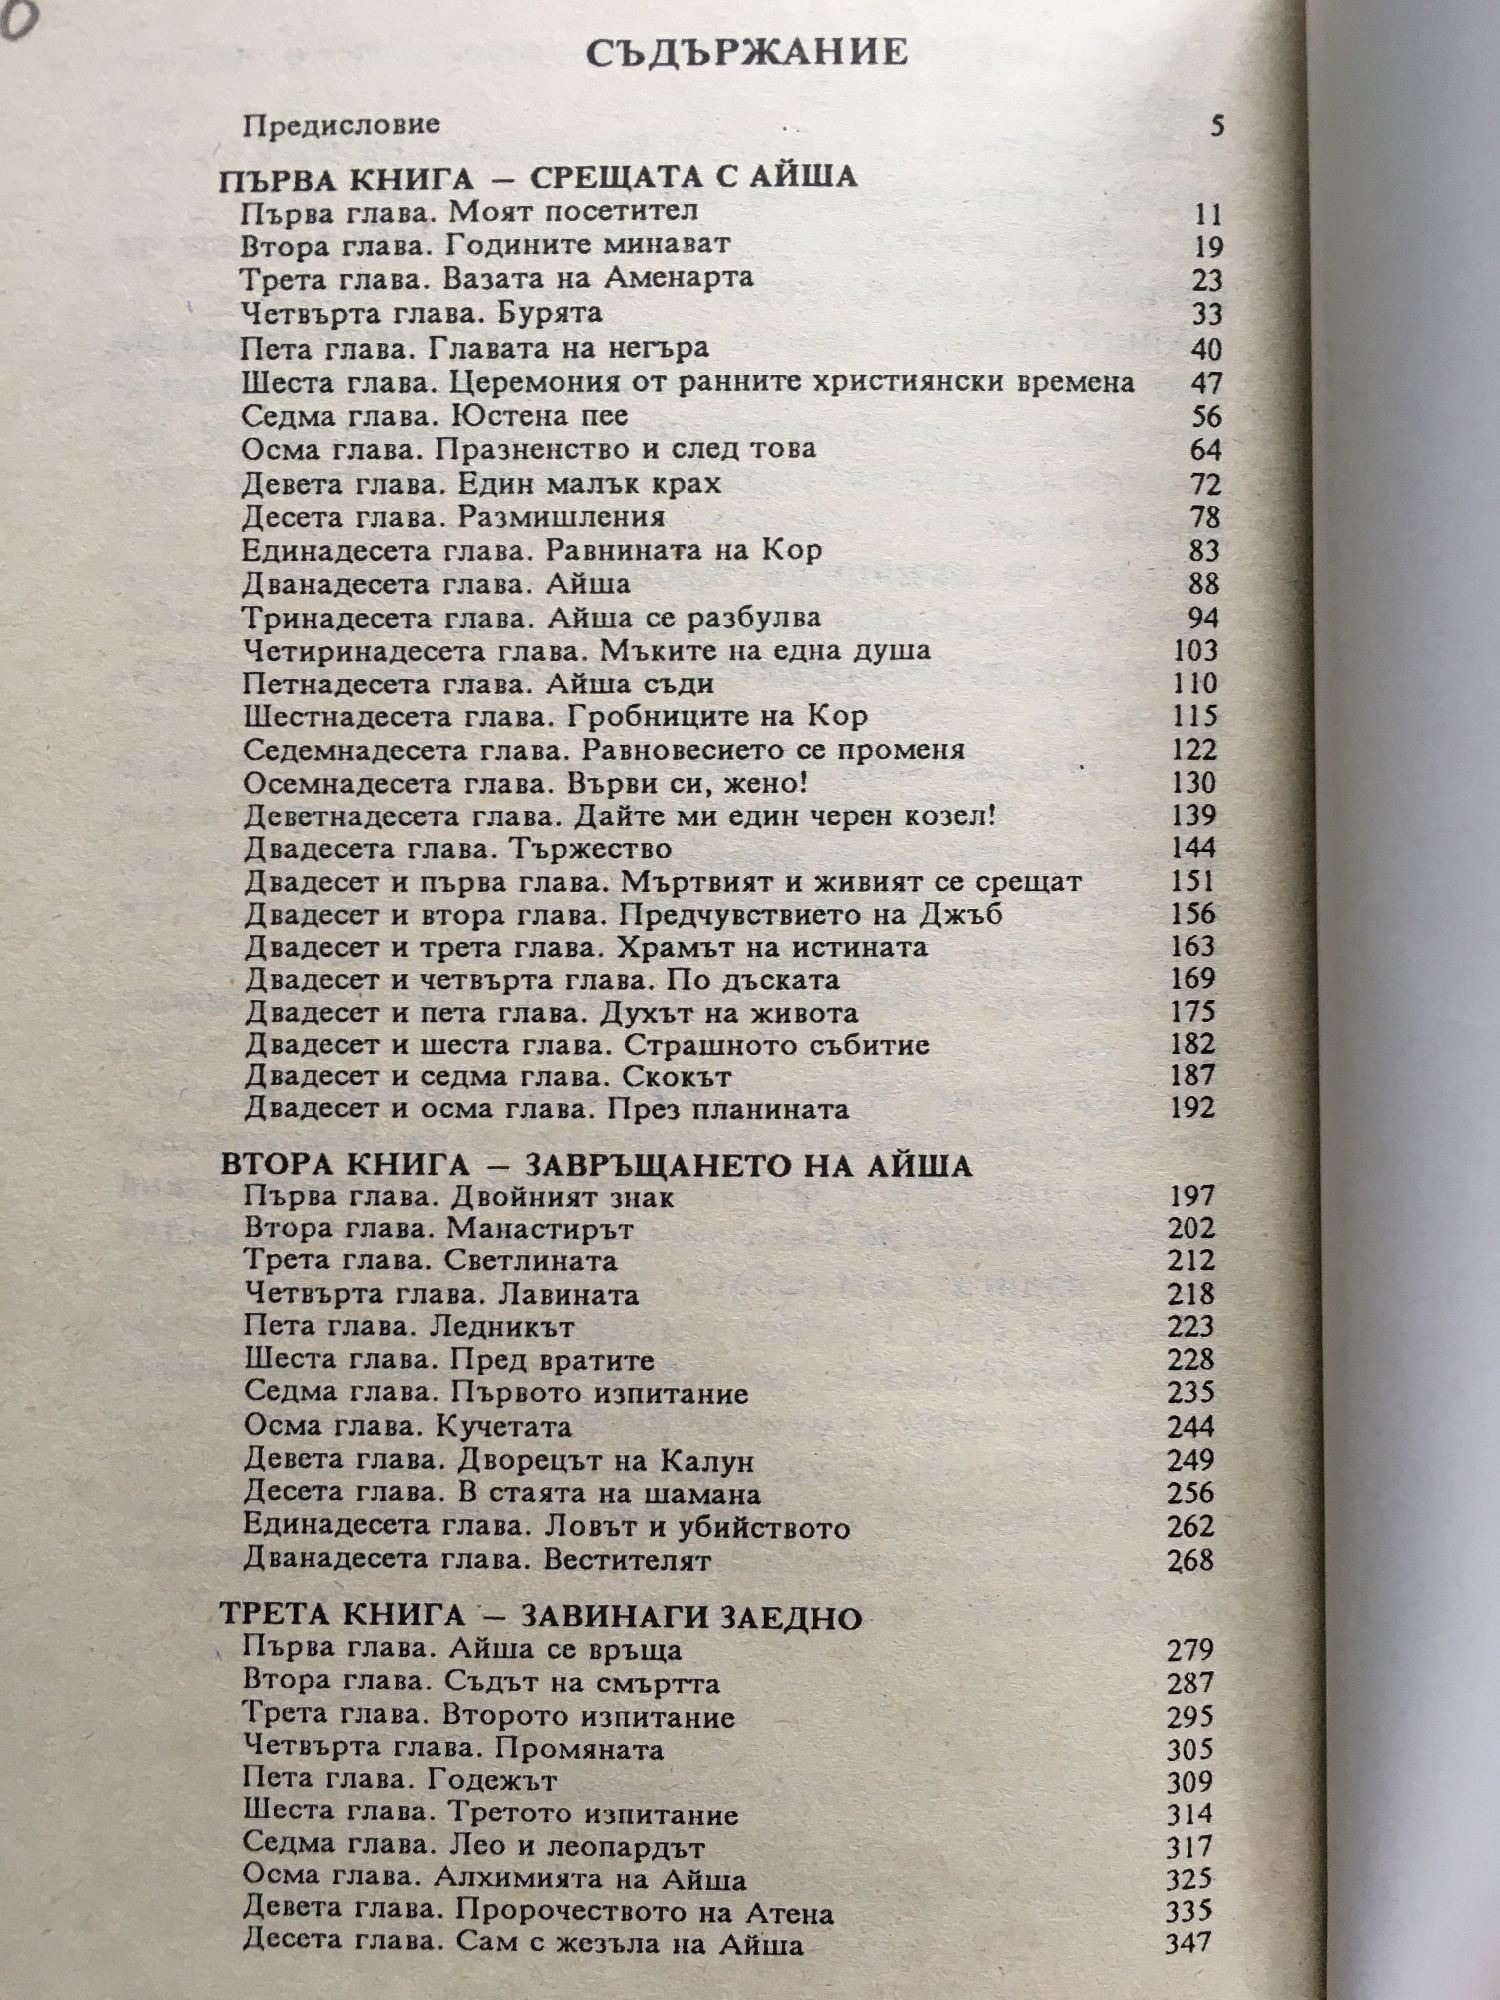 СЪДЪРЖАНИЕ
Предисловие 5
ПЪРВА КНИГА – СРЕЩАТА С АЙША
Първа глава. Моят посетител 11
Втора глава. Годините минават 19
Трета глава. Вазата на Аменарта 23
Четвърта глава. Бурята 33
Пета глава. Главата на негъра 40
Шеста глава. Церемония от ранните християнски времена 47
Седма глава. Юстена пее 56
Осма глава. Празненство и след това 64
Девета глава. Един малък крах 72
Десета глава. Размишления 78
Единадесета глава. Равнината на Кор 83
Дванадесета глава. Айша 88
Тринадесета глава. Айша се разбулва 94
Четиринадесета глава. Мъките на една душа 103
Петнадесета глава. Айша съди 110
Шестнадесета глава. Гробниците на Кор 115
Седемнадесета глава. Равновесието се променя 122
Осемнадесета глава. Върви си, жено! 130
Деветнадесета глава. Дайте ми един черен козел! 139
Двадесета глава. Тържество 144
Двадесет и първа глава. Мъртвият и живият се срещат 151
Двадесет и втора глава. Предчувствието на Джъб 156
Двадесет и трета глава. Храмът на истината 163
Двадесет и четвърта глава. По дъската 169
Двадесет и пета глава. Духът на живота 175
Двадесет и шеста глава. Страшното събитие 182
Двадесет и седма глава. Скокът 187
Двадесет и осма глава. През планината 192
ВТОРА КНИГА – ЗАВРЪЩАНЕТО НА АЙША
Първа глава. Двойният знак 197
Втора глава. Манастирът 202
Трета глава. Светлината 212
Четвърта глава. Лавината 218
Пета глава. Ледникът 223
Шеста глава. Пред вратите 228
Седма глава. Първото изпитание 235
Осма глава. Кучетата 244
Девета глава. Дворецът на Калун 249
Десета глава. В стаята на шамана 256
Единадесета глава. Ловът и убийството 262
Дванадесета глава. Вестителят 268
ТРЕТА КНИГА – ЗАВИНАГИ ЗАЕДНО
Първа глава. Айша се връща 279
Втора глава. Съдът на смъртта 287
Трета глава. Второто изпитание 295
Четвърта глава. Промяната 305
Пета глава. Годежът 309
Шеста глава. Третото изпитание 314
Седма глава. Лео и леопардът 317
Осма глава. Алхимията на Айша 325
Девета глава. Пророчеството на Атена 335
Десета глава. Сам с жезъла на Айша 347